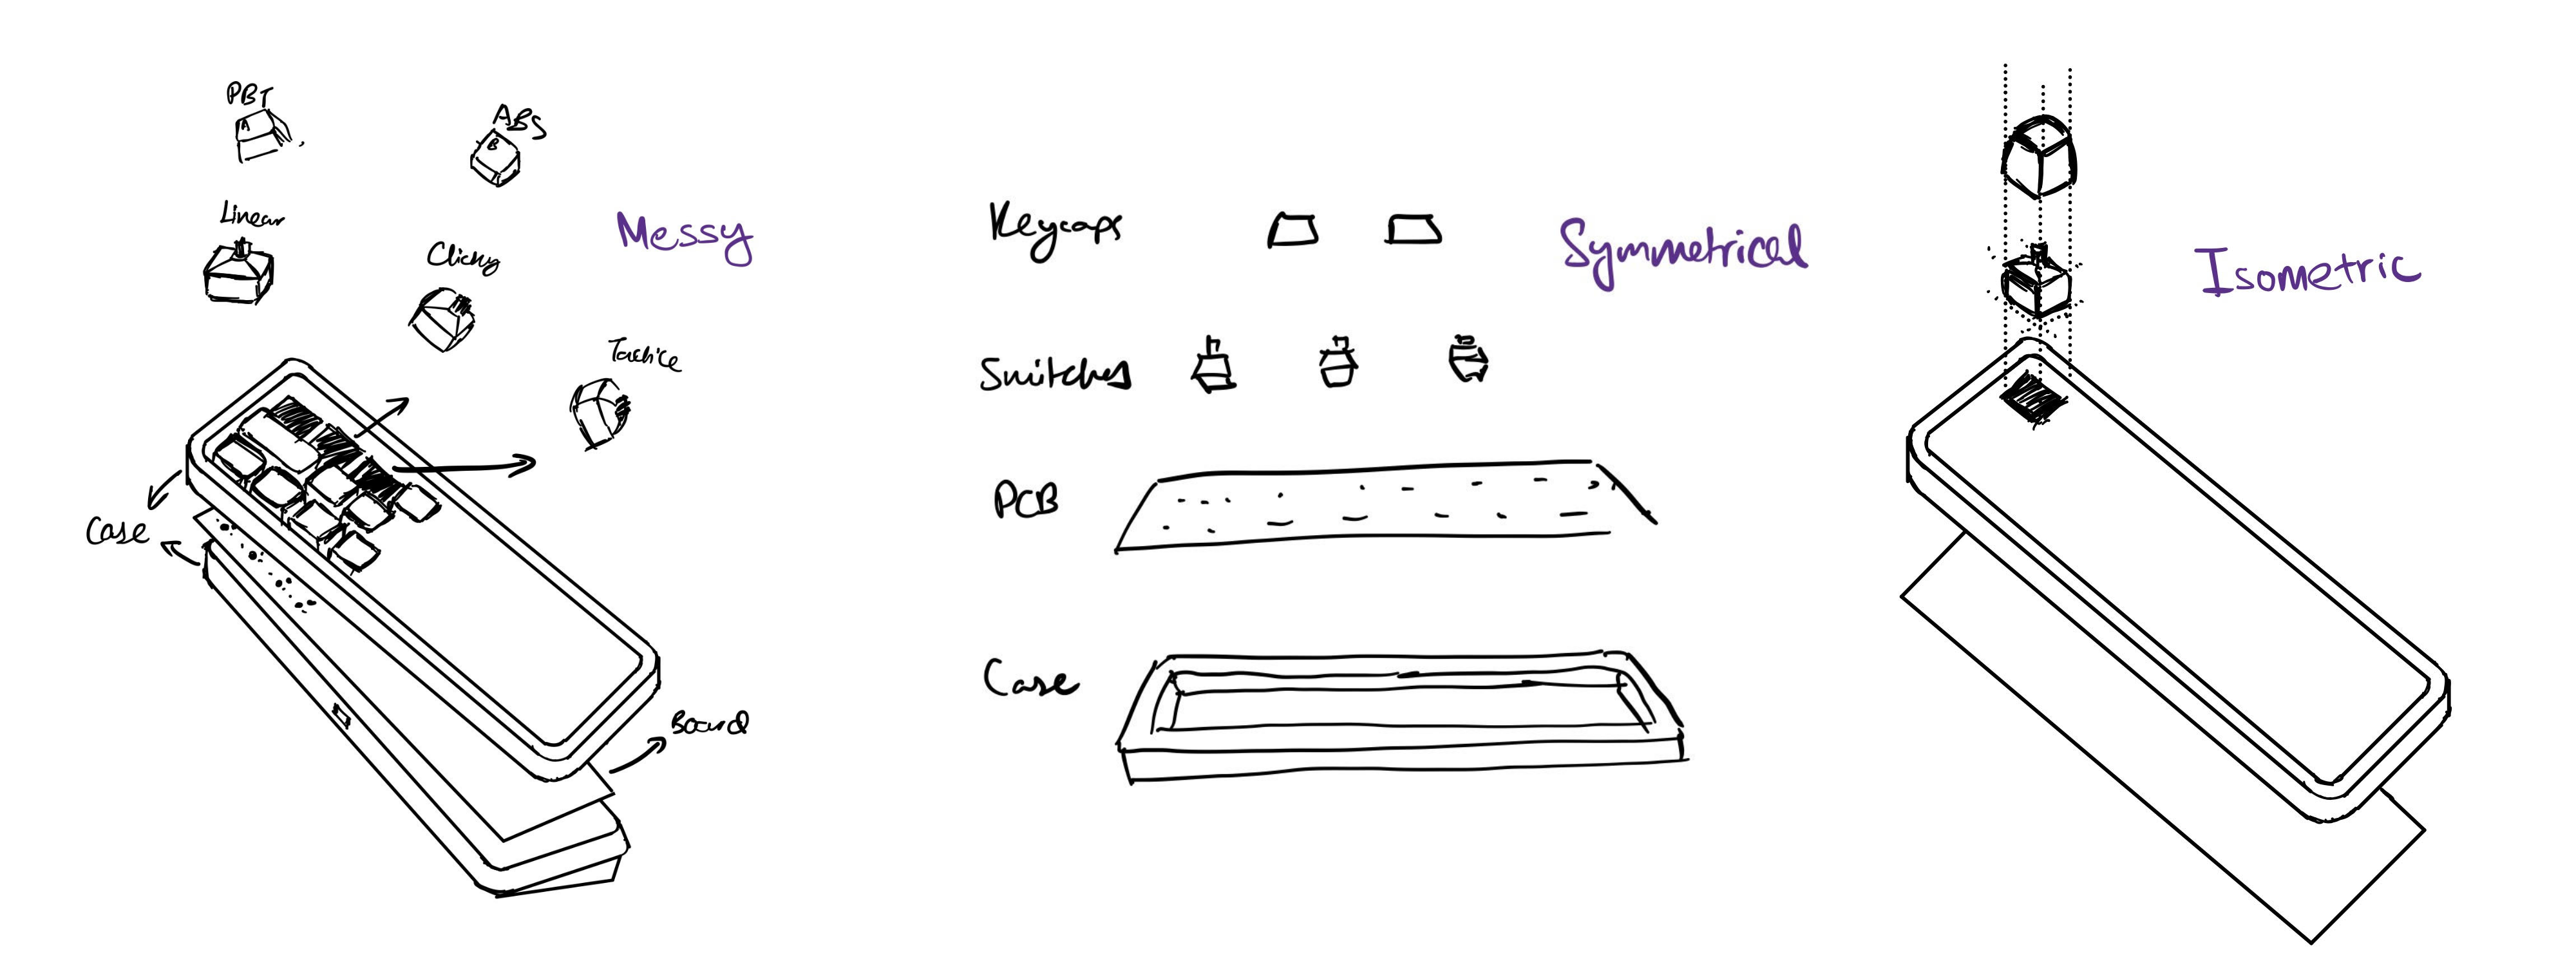 PBT
A
ABS
B
Linear
Clicky
Tactile
Messy
Case
Board
Keycaps
Symmetrical
Switches
PCB
Case
Isometric